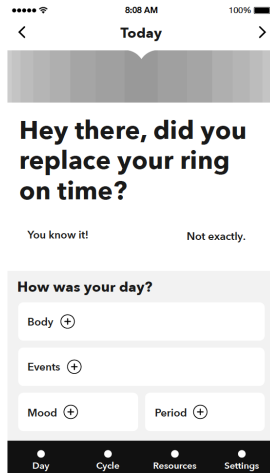 8:08 AM 100%
Today
Hey there, did you
replace your ring
on time?
You know it! Not exactly.
How was your day?
Body
Events
Mood Period
Day Cycle Resources Settings